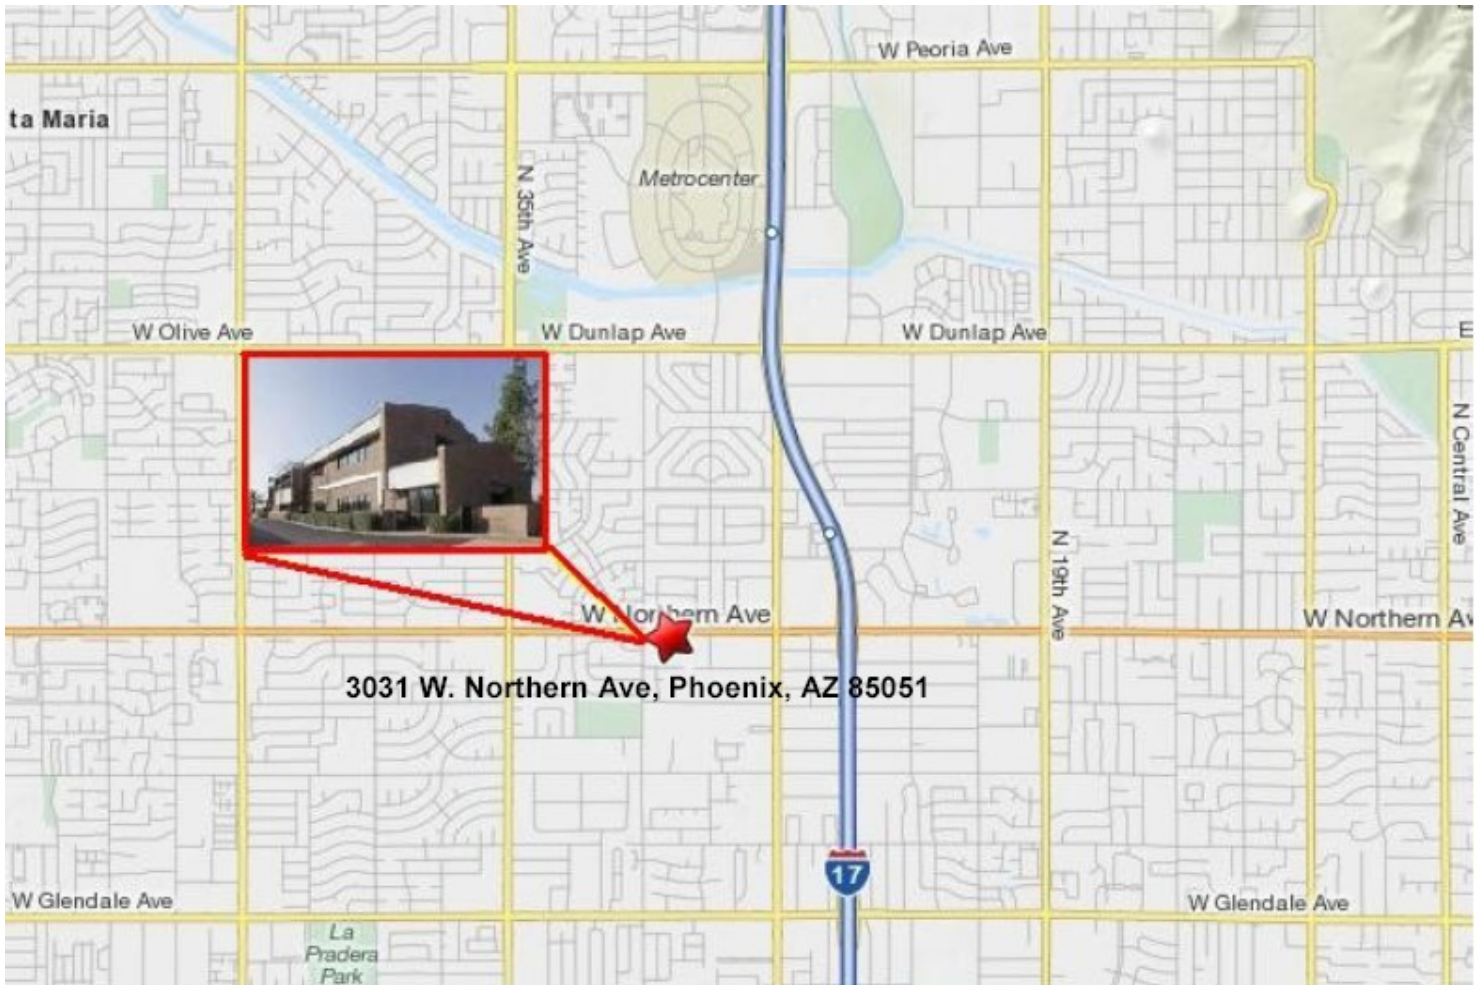 W Peoria Ave
ta Maria
Metrocenter
N 35th Ave
W Olive Ave
W Dunlap Ave
W Dunlap Ave
E
N Central Ave
N 19th Ave
W Northern Ave
W Northern Av
3031 W. Northern Ave, Phoenix, AZ 85051
17
W Glendale Ave
W Glendale Ave
La
Pradera
Park